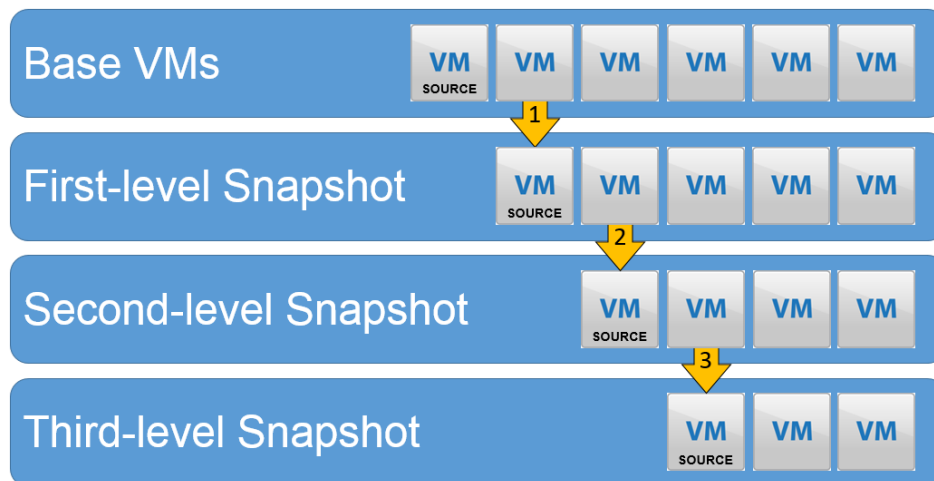 Base VMs
VM SOURCE VM VM VM VM VM
1
First-level Snapshot
VM SOURCE VM VM VM VM
2
Second-level Snapshot
VM SOURCE VM VM VM
3
Third-level Snapshot
VM SOURCE VM VM